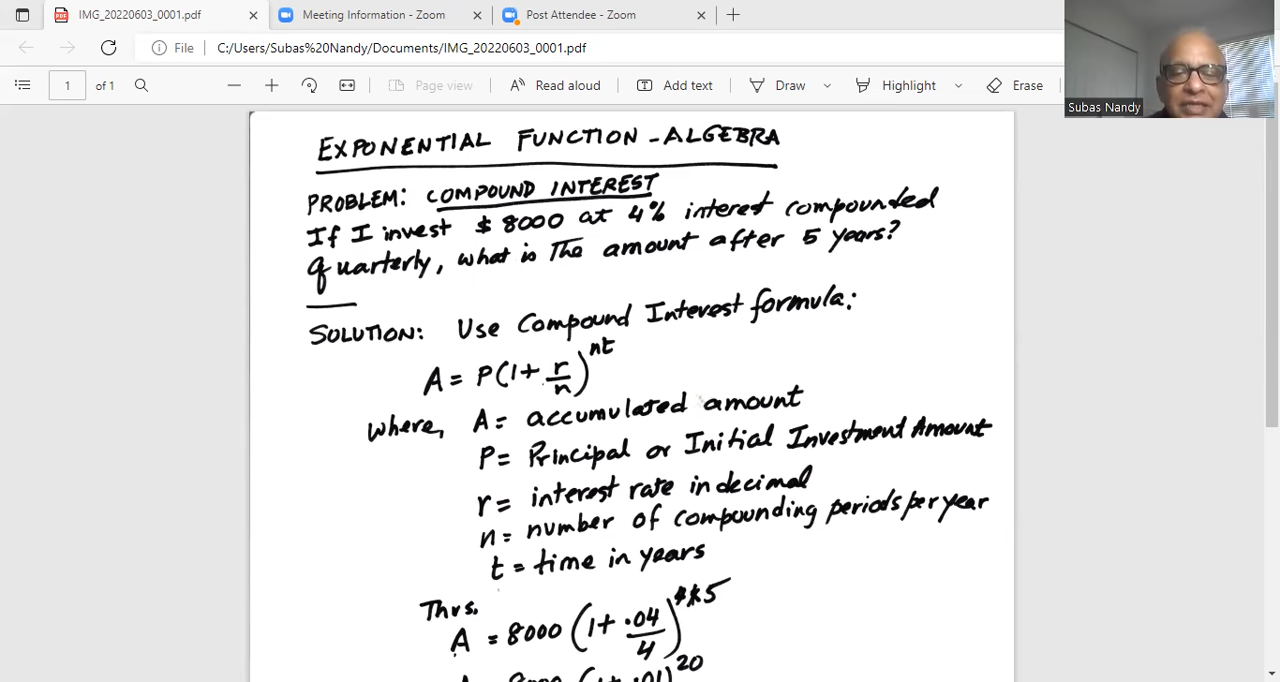 IMG_20220603_0001.pdf
Meeting Information - Zoom
Post Attendee - Zoom
File
C:/Users/Subas%20Nandy/Documents/IMG_20220603_0001.pdf
1 of 1
Page view
Read aloud
Add text
Draw
Highlight
Erase
Subas Nandy
EXPONENTIAL FUNCTION - ALGEBRA
PROBLEM: COMPOUND INTEREST
If I invest $8000 at 4% interest compounded
quarterly, what is The amount after 5 years?
SOLUTION: Use Compound Interest formula:
A = P(1+ r/n)^nt
where, A = accumulated amount
P = Principal or Initial Investment Amount
r = interest rate in decimal
n = number of compounding periods per year
t = time in years
Thus,
A = 8000 (1+ .04/4)^4*5
20